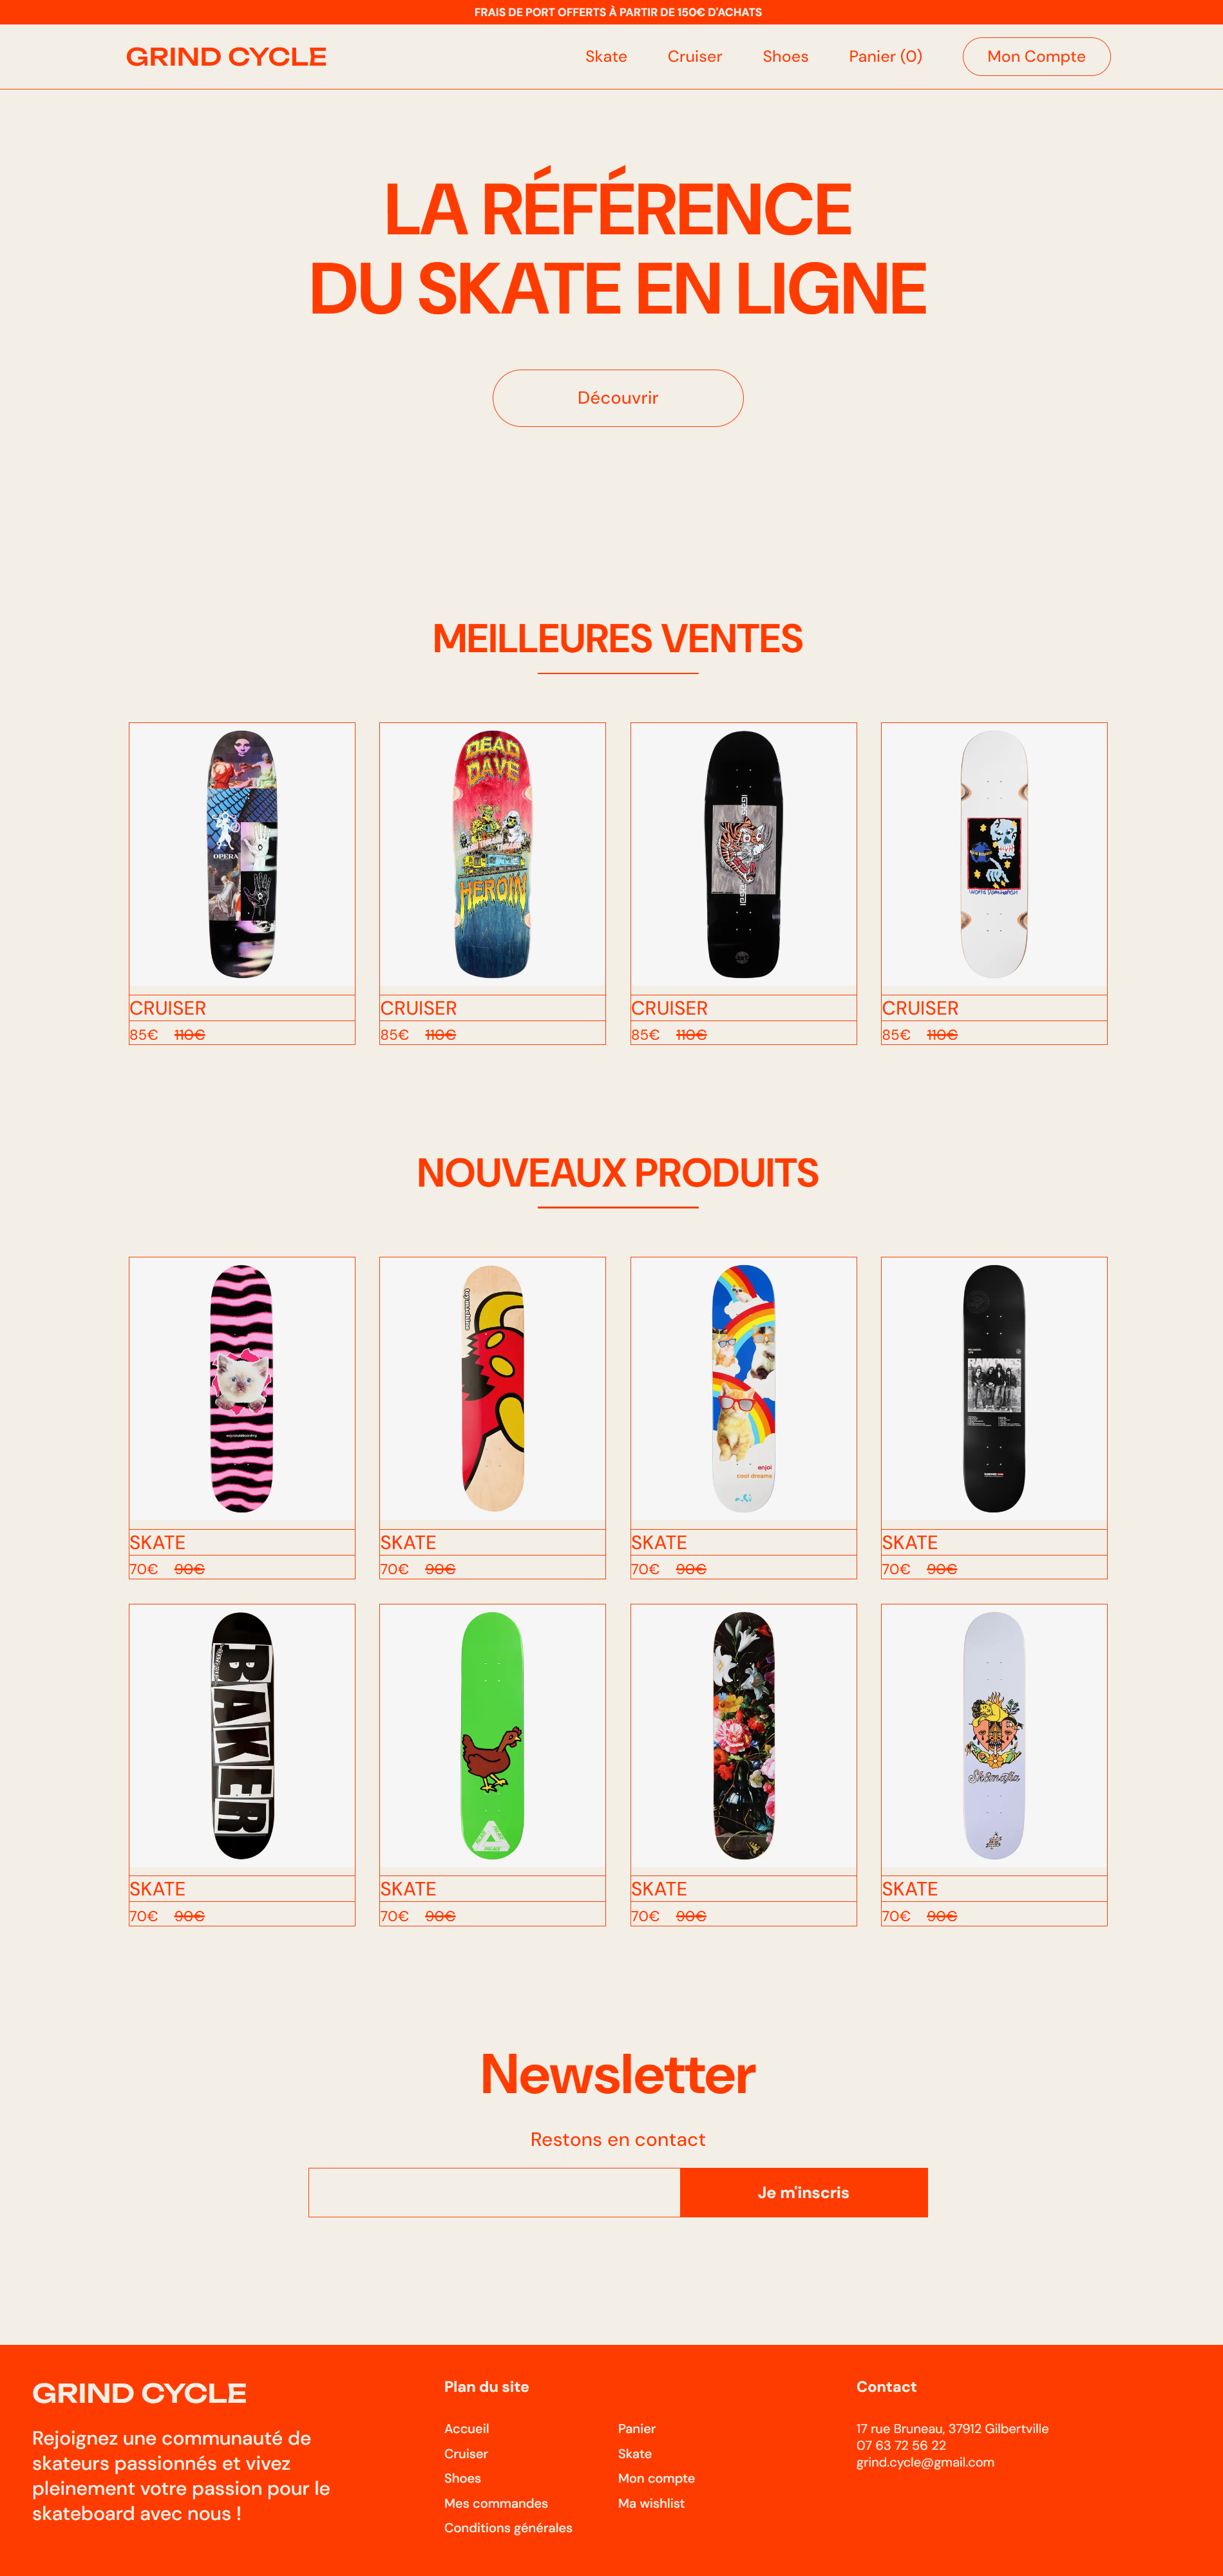 FRAIS DE PORT OFFERTS À PARTIR DE 150€ D'ACHATS
GRIND CYCLE
Skate
Cruiser
Shoes
Panier (0)
Mon Compte
LA RÉFÉRENCE
DU SKATE EN LIGNE
Découvrir
MEILLEURES VENTES
OPERA
DEAD
DAVE
HEROIN
CRUISER
CRUISER
CRUISER
CRUISER
85€ 110€
85€ 110€
85€ 110€
85€ 110€
NOUVEAUX PRODUITS
enjoi
cool dreams
SKATE
SKATE
SKATE
SKATE
70€ 90€
70€ 90€
70€ 90€
70€ 90€
BAKER
PALACE
Sk8mafia
SKATE
SKATE
SKATE
SKATE
70€ 90€
70€ 90€
70€ 90€
70€ 90€
Newsletter
Restons en contact
Je m'inscris
GRIND CYCLE
Rejoignez une communauté de
skateurs passionnés et vivez
pleinement votre passion pour le
skateboard avec nous !
Plan du site
Accueil
Cruiser
Shoes
Mes commandes
Conditions générales
Panier
Skate
Mon compte
Ma wishlist
Contact
17 rue Bruneau, 37912 Gilbertville
07 63 72 56 22
grind.cycle@gmail.com